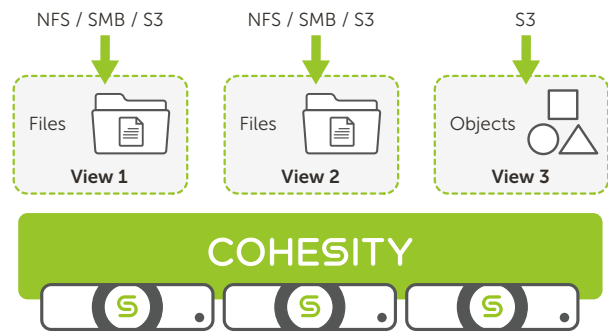 NFS / SMB / S3
NFS / SMB / S3
S3
Files
Files
Objects
View 1
View 2
View 3
COHESITY
S
S
S